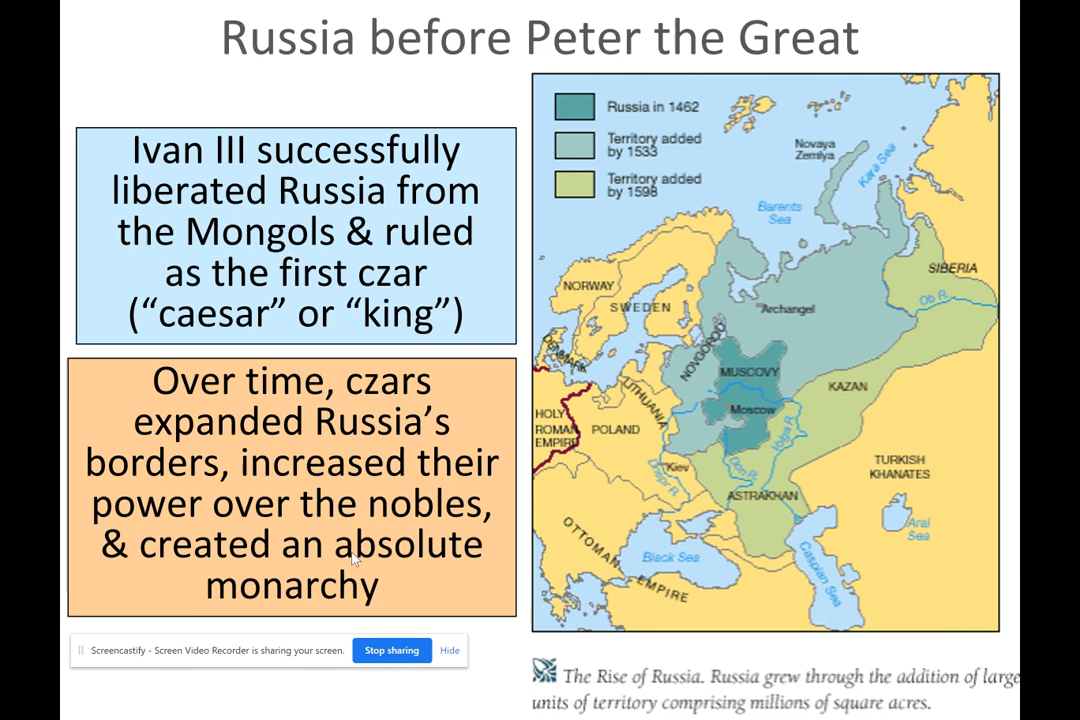 Russia before Peter the Great
Ivan III successfully
liberated Russia from
the Mongols & ruled
as the first czar
(“caesar” or “king”)
Over time, czars
expanded Russia’s
borders, increased their
power over the nobles,
& created an absolute
monarchy
Screencastify - Screen Video Recorder is sharing your screen.
Stop sharing
Hide
Russia in 1462
Territory added
by 1533
Territory added
by 1598
Novaya
Zemlya
Kara Sea
Barents
Sea
SIBERIA
Ob R.
NORWAY
SWEDEN
Archangel
DENMARK
NOVGOROD
MUSCOVY
KAZAN
LITHUANIA
Moscow
HOLY
ROMAN
EMPIRE
POLAND
Volga R.
TURKISH
KHANATES
Kiev
Don R.
Dnepr R.
ASTRAKHAN
Aral
Sea
OTTOMAN EMPIRE
Black Sea
Caspian Sea
The Rise of Russia. Russia grew through the addition of large
units of territory comprising millions of square acres.